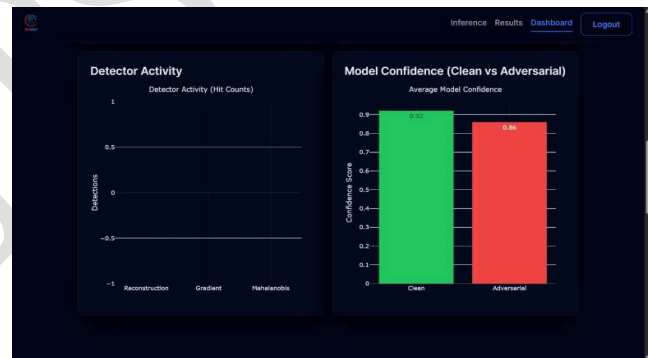 Inference Results Dashboard Logout
Detector Activity
Detector Activity (Hit Counts)
Detections
1
0.5
0
−0.5
−1
Reconstruction Gradient Mahalanobis
Model Confidence (Clean vs Adversarial)
Average Model Confidence
Confidence Score
0.9
0.8
0.7
0.6
0.5
0.4
0.3
0.2
0.1
0
0.92
0.86
Clean Adversarial